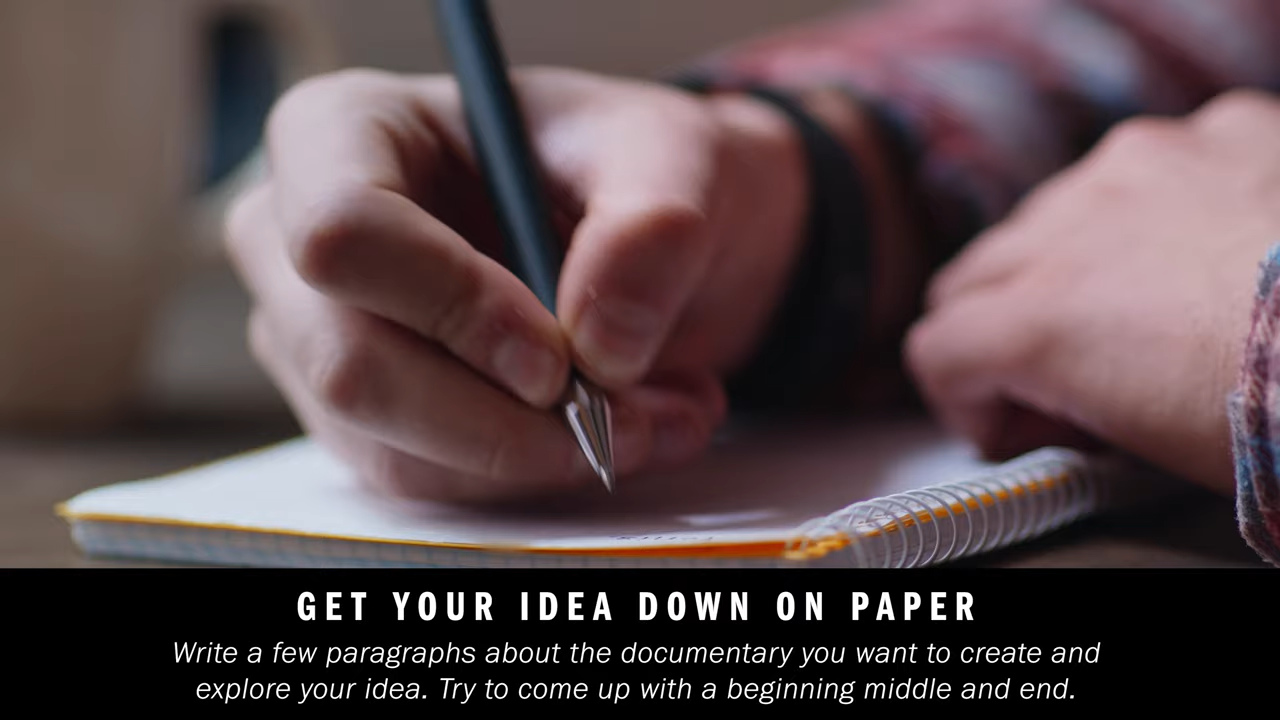 GET YOUR IDEA DOWN ON PAPER
Write a few paragraphs about the documentary you want to create and
explore your idea. Try to come up with a beginning middle and end.